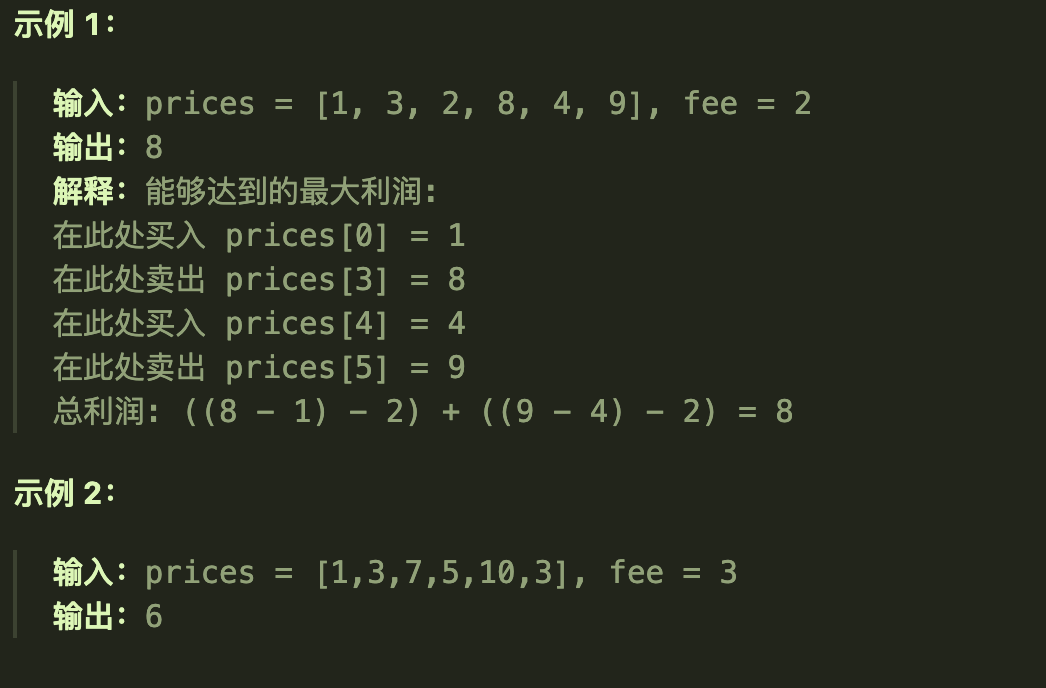 示例 1：
输入：prices = [1, 3, 2, 8, 4, 9], fee = 2
输出：8
解释：能够达到的最大利润:
在此处买入 prices[0] = 1
在此处卖出 prices[3] = 8
在此处买入 prices[4] = 4
在此处卖出 prices[5] = 9
总利润: ((8 - 1) - 2) + ((9 - 4) - 2) = 8
示例 2：
输入：prices = [1,3,7,5,10,3], fee = 3
输出：6